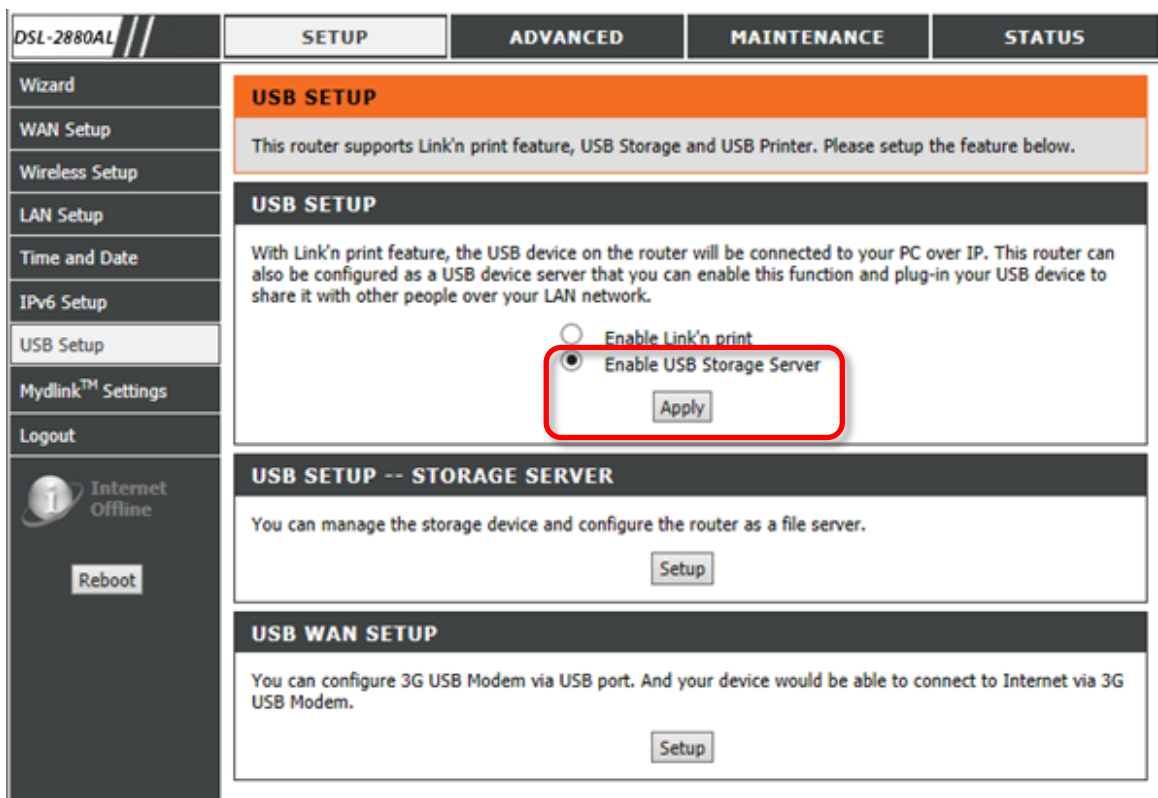 DSL-2880AL
SETUP
ADVANCED
MAINTENANCE
STATUS
Wizard
WAN Setup
Wireless Setup
LAN Setup
Time and Date
IPv6 Setup
USB Setup
Mydlink™ Settings
Logout
Internet
Offline
Reboot
USB SETUP
This router supports Link'n print feature, USB Storage and USB Printer. Please setup the feature below.
USB SETUP
With Link'n print feature, the USB device on the router will be connected to your PC over IP. This router can
also be configured as a USB device server that you can enable this function and plug-in your USB device to
share it with other people over your LAN network.
Enable Link'n print
Enable USB Storage Server
Apply
USB SETUP -- STORAGE SERVER
You can manage the storage device and configure the router as a file server.
Setup
USB WAN SETUP
You can configure 3G USB Modem via USB port. And your device would be able to connect to Internet via 3G
USB Modem.
Setup